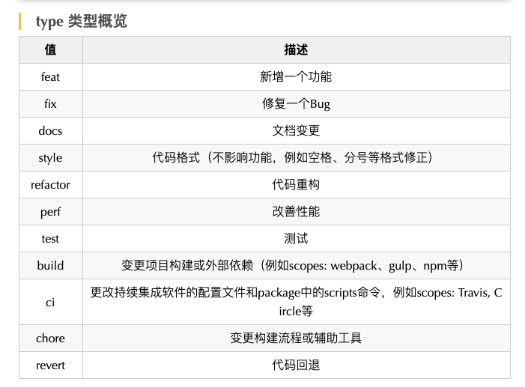 type 类型概览
值 描述
feat 新增一个功能
fix 修复一个Bug
docs 文档变更
style 代码格式（不影响功能，例如空格、分号等格式修正）
refactor 代码重构
perf 改善性能
test 测试
build 变更项目构建或外部依赖（例如scopes: webpack、gulp、npm等）
ci 更改持续集成软件的配置文件和package中的scripts命令，例如scopes: Travis, C
ircle等
chore 变更构建流程或辅助工具
revert 代码回退